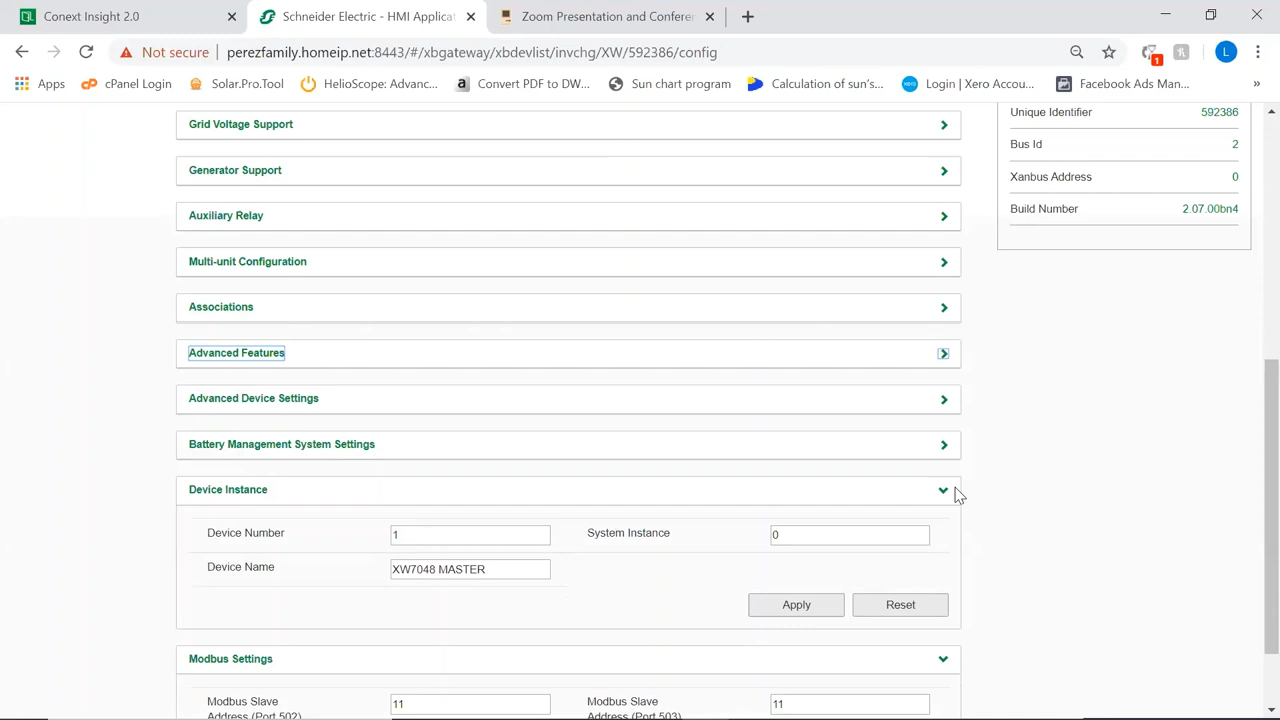 Conext Insight 2.0
Schneider Electric - HMI Applicat
Zoom Presentation and Conferen
Not secure
perezfamily.homeip.net:8443/#/xbgateway/xbdevlist/invchg/XW/592386/config
L
1
Apps
cPanel Login
Solar.Pro.Tool
HelioScope: Advanc...
Convert PDF to DW...
Sun chart program
Calculation of sun's...
Login | Xero Accou...
Facebook Ads Man...
»
Grid Voltage Support
Generator Support
Auxiliary Relay
Multi-unit Configuration
Associations
Advanced Features
Advanced Device Settings
Battery Management System Settings
Device Instance
Device Number 1 System Instance 0
Device Name XW7048 MASTER
Apply Reset
Modbus Settings
Modbus Slave 11 Modbus Slave 11
Address (Port 502) Address (Port 503)
Unique Identifier 592386
Bus Id 2
Xanbus Address 0
Build Number 2.07.00bn4